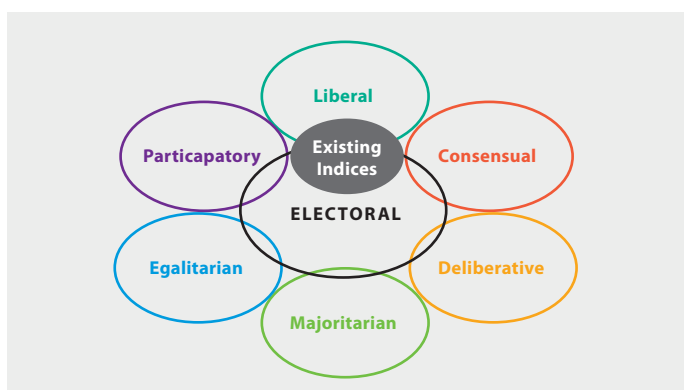 Liberal
Particapatory
Existing
Indices
Consensual
ELECTORAL
Egalitarian
Deliberative
Majoritarian